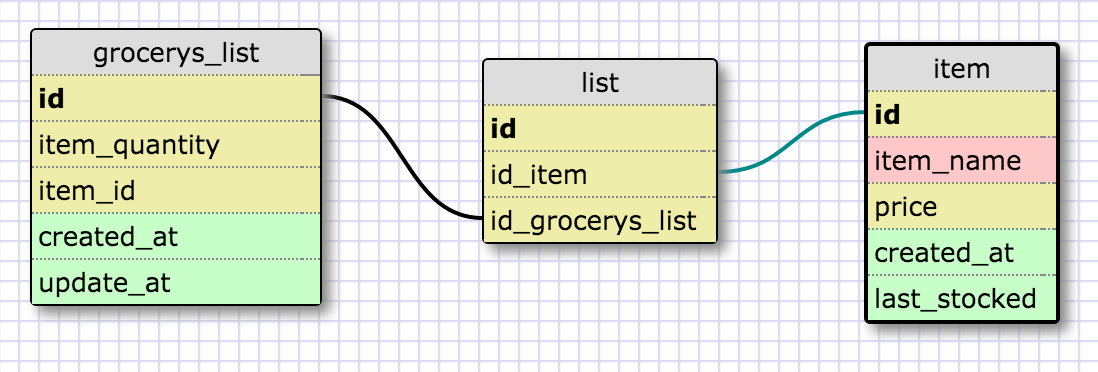 grocerys_list
id
item_quantity
item_id
created_at
update_at
list
id
id_item
id_grocerys_list
item
id
item_name
price
created_at
last_stocked